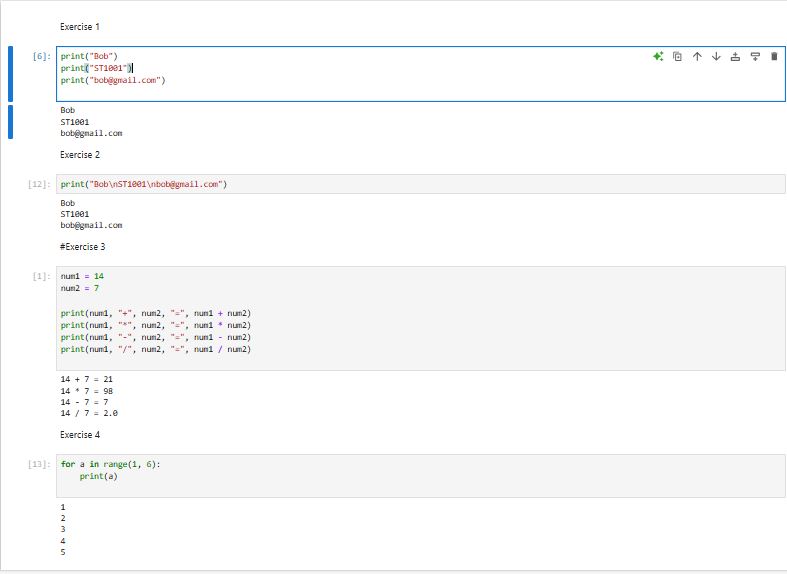 Exercise 1
[6]: print("Bob")
print("ST1001")
print("bob@gmail.com")
Bob
ST1001
bob@gmail.com
Exercise 2
[12]: print("Bob\nST1001\nbob@gmail.com")
Bob
ST1001
bob@gmail.com
#Exercise 3
[1]: num1 = 14
num2 = 7
print(num1, "+", num2, "=", num1 + num2)
print(num1, "*", num2, "=", num1 * num2)
print(num1, "-", num2, "=", num1 - num2)
print(num1, "/", num2, "=", num1 / num2)
14 + 7 = 21
14 * 7 = 98
14 - 7 = 7
14 / 7 = 2.0
Exercise 4
[13]: for a in range(1, 6):
    print(a)
1
2
3
4
5